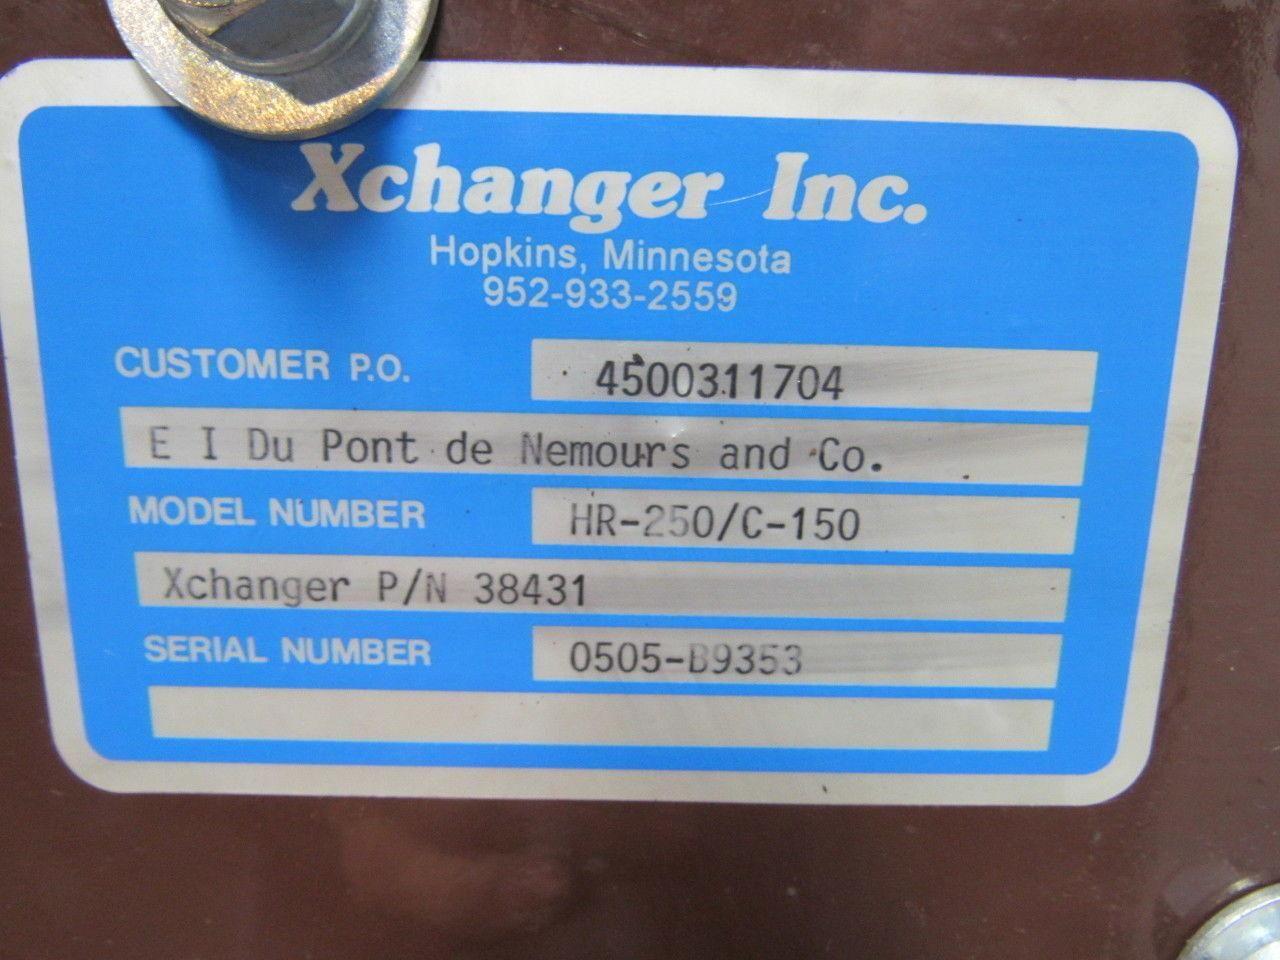 Xchanger Inc.
Hopkins, Minnesota
952-933-2559
CUSTOMER P.O. 4500311704
E I Du Pont de Nemours and Co.
MODEL NUMBER HR-250/C-150
Xchanger P/N 38431
SERIAL NUMBER 0505-B9353